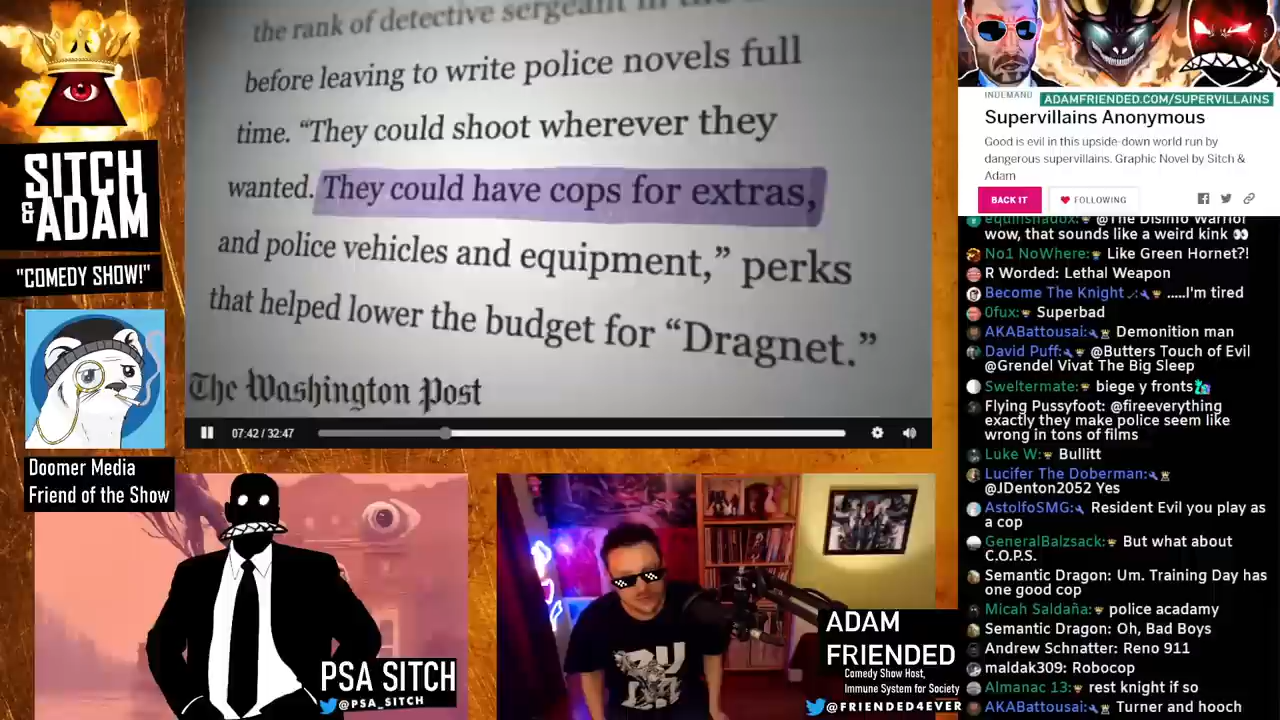 the rank of detective sergeant in the
before leaving to write police novels full
time. “They could shoot wherever they
wanted. They could have cops for extras,
and police vehicles and equipment,” perks
that helped lower the budget for “Dragnet.”
The Washington Post
07:42 / 32:47
SITCH
& ADAM
"COMEDY SHOW!"
Doomer Media
Friend of the Show
PSA SITCH
@PSA_SITCH
ADAM
FRIENDED
Comedy Show Host,
Immune System for Society
@FRIENDED4EVER
INDEMAND
ADAMFRIENDED.COM/SUPERVILLAINS
Supervillains Anonymous
Good is evil in this upside-down world run by
dangerous supervillains. Graphic Novel by Sitch &
Adam
BACK IT
FOLLOWING
equinshadox: @The Disinfo Warrior
wow, that sounds like a weird kink 👀
No1 NoWhere: Like Green Hornet?!
R Worded: Lethal Weapon
Become The Knight .....I'm tired
0fux: Superbad
AKABattousai: Demonition man
David Puff: @Butters Touch of Evil
@Grendel Vivat The Big Sleep
Sweltermate: biege y fronts
Flying Pussyfoot: @fireeverything
exactly they make police seem like
wrong in tons of films
Luke W: Bullitt
Lucifer The Doberman:
@JDenton2052 Yes
AstolfoSMG: Resident Evil you play as
a cop
GeneralBalzsack: But what about
C.O.P.S.
Semantic Dragon: Um. Training Day has
one good cop
Micah Saldaña: police acadamy
Semantic Dragon: Oh, Bad Boys
Andrew Schnatter: Reno 911
maldak309: Robocop
Almanac 13: rest knight if so
AKABattousai: Turner and hooch